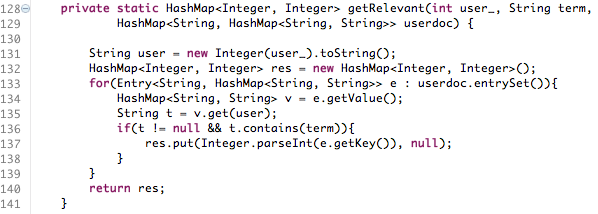 128 private static HashMap<Integer, Integer> getRelevant(int user_, String term,
129 HashMap<String, HashMap<String, String>> userdoc) {
130
131 String user = new Integer(user_).toString();
132 HashMap<Integer, Integer> res = new HashMap<Integer, Integer>();
133 for(Entry<String, HashMap<String, String>> e : userdoc.entrySet()){
134 HashMap<String, String> v = e.getValue();
135 String t = v.get(user);
136 if(t != null && t.contains(term)){
137 res.put(Integer.parseInt(e.getKey()), null);
138 }
139 }
140 return res;
141 }